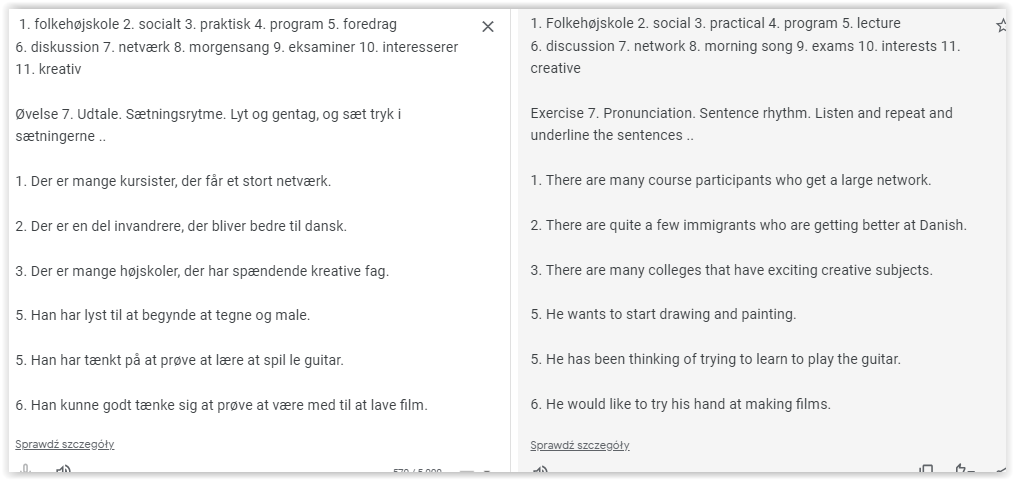 1. folkehøjskole 2. socialt 3. praktisk 4. program 5. foredrag
6. diskussion 7. netværk 8. morgensang 9. eksaminer 10. interesserer
11. kreativ
Øvelse 7. Udtale. Sætningsrytme. Lyt og gentag, og sæt tryk i
sætningerne ..
1. Der er mange kursister, der får et stort netværk.
2. Der er en del invandrere, der bliver bedre til dansk.
3. Der er mange højskoler, der har spændende kreative fag.
5. Han har lyst til at begynde at tegne og male.
5. Han har tænkt på at prøve at lære at spil le guitar.
6. Han kunne godt tænke sig at prøve at være med til at lave film.
Sprawdź szczegóły
1. Folkehøjskole 2. social 3. practical 4. program 5. lecture
6. discussion 7. network 8. morning song 9. exams 10. interests 11.
creative
Exercise 7. Pronunciation. Sentence rhythm. Listen and repeat and
underline the sentences ..
1. There are many course participants who get a large network.
2. There are quite a few immigrants who are getting better at Danish.
3. There are many colleges that have exciting creative subjects.
5. He wants to start drawing and painting.
5. He has been thinking of trying to learn to play the guitar.
6. He would like to try his hand at making films.
Sprawdź szczegóły